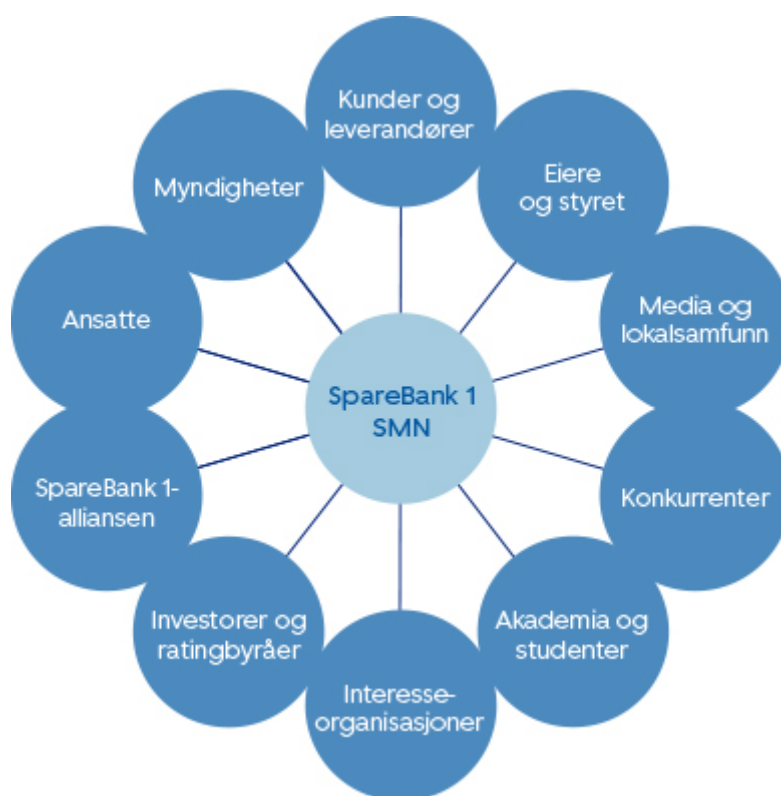 Kunder og
leverandører
Eiere
og styret
Media og
lokalsamfunn
Konkurrenter
Akademia og
studenter
Interesse-
organisasjoner
Investorer og
ratingbyråer
SpareBank 1-
alliansen
Ansatte
Myndigheter
SpareBank 1
SMN